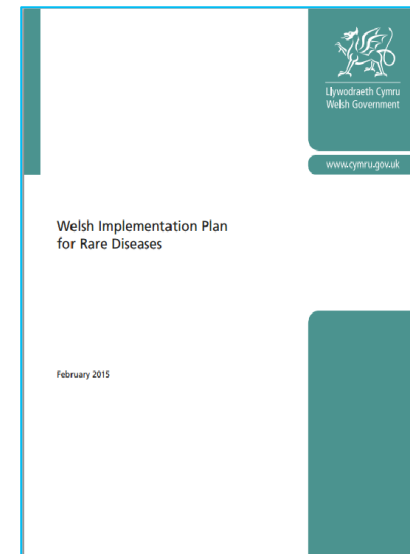 Llywodraeth Cymru
Welsh Government
www.cymru.gov.uk
Welsh Implementation Plan
for Rare Diseases
February 2015